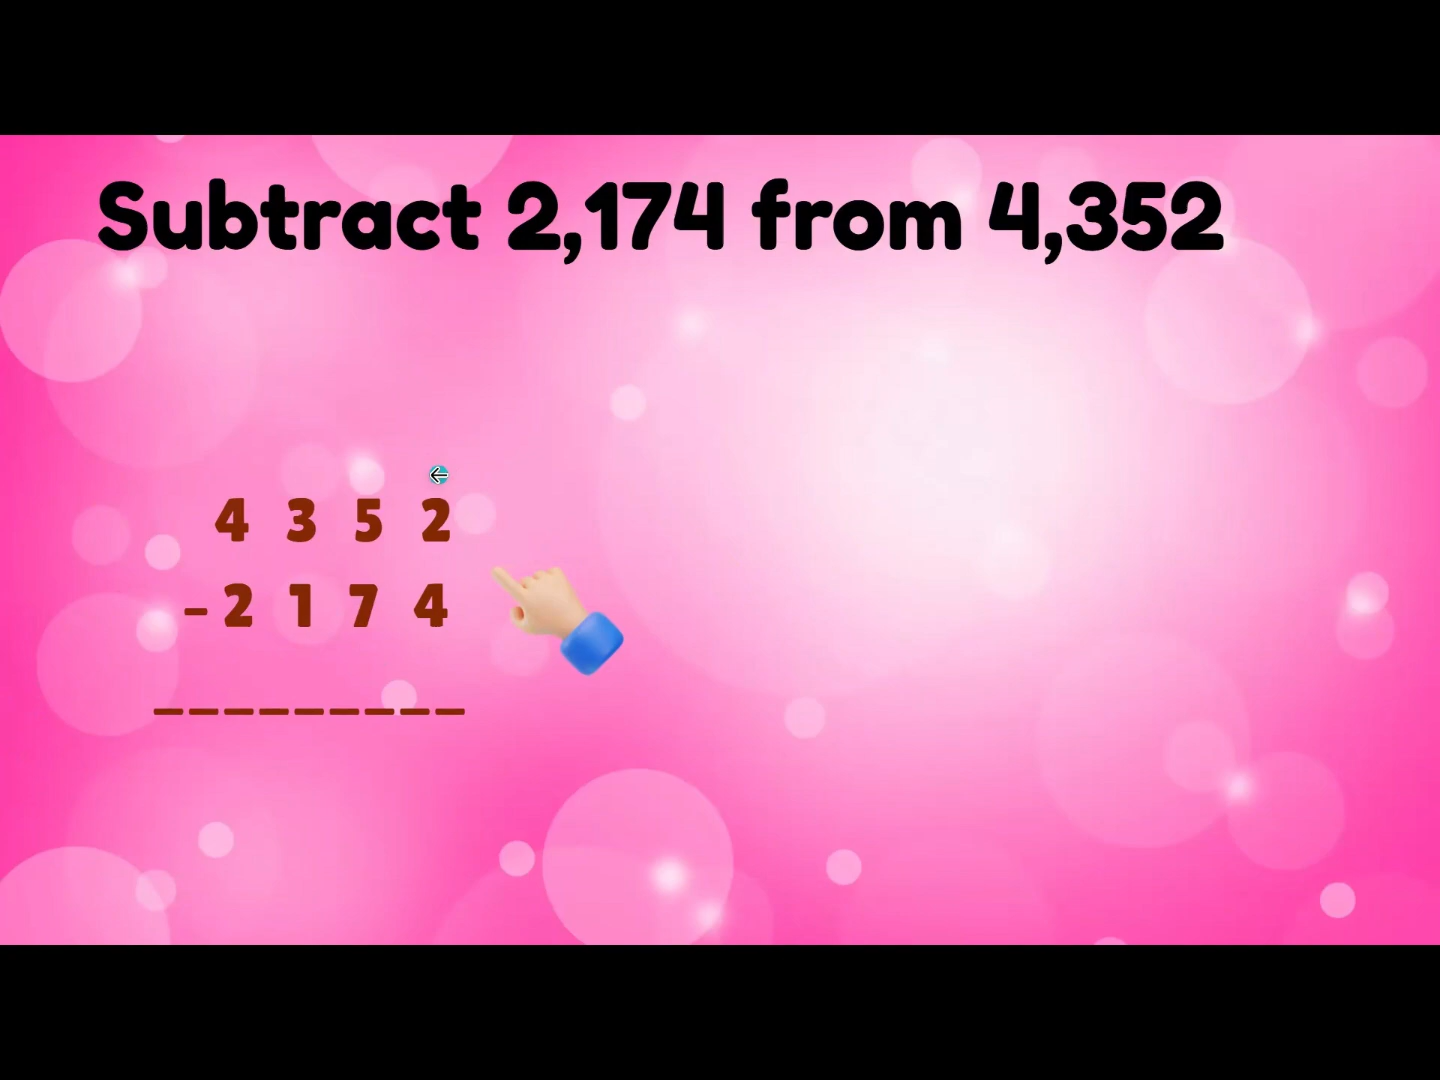 Subtract 2,174 from 4,352
4 3 5 2
- 2 1 7 4
_ _ _ _ _ _ _ _ _